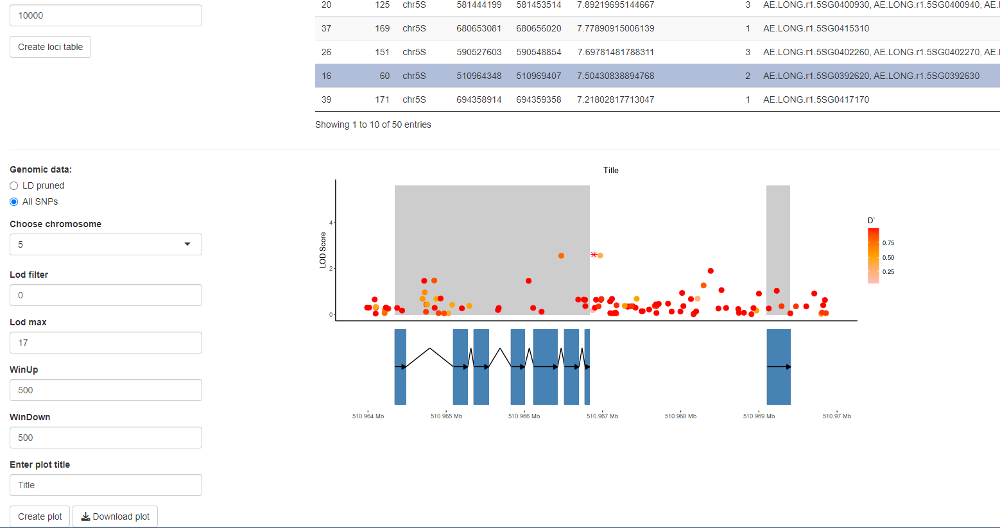 10000
Create loci table
20 125 chr5S 581444199 581453514 7.89219695144667 3 AE.LONG.r1.5SG0400930, AE.LONG.r1.5SG0400940, AE.
37 169 chr5S 680653081 680656020 7.77890915006139 1 AE.LONG.r1.5SG0415310
26 151 chr5S 590527603 590548854 7.69781481788311 3 AE.LONG.r1.5SG0402260, AE.LONG.r1.5SG0402270, AE.
16 60 chr5S 510964348 510969407 7.50430838894768 2 AE.LONG.r1.5SG0392620, AE.LONG.r1.5SG0392630
39 171 chr5S 694358914 694359358 7.21802817713047 1 AE.LONG.r1.5SG0417170
Showing 1 to 10 of 50 entries
Genomic data:
LD pruned
All SNPs
Choose chromosome
5
Lod filter
0
Lod max
17
WinUp
500
WinDown
500
Enter plot title
Title
Create plot
Download plot
Title
LOD Score
4
2
0
D`
0.75
0.50
0.25
510.964 Mb 510.965 Mb 510.966 Mb 510.967 Mb 510.968 Mb 510.969 Mb 510.97 Mb